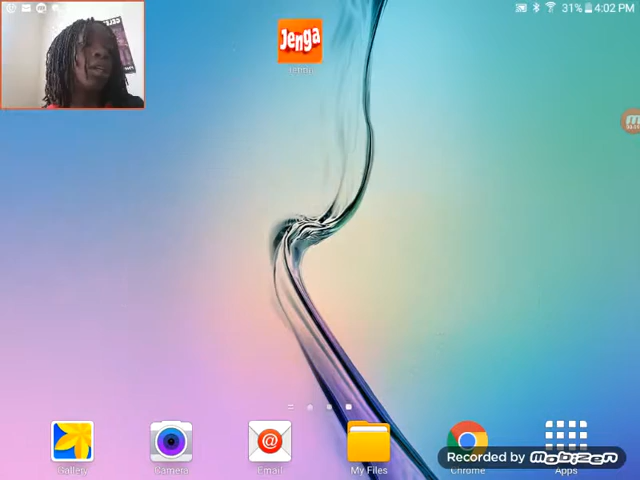 31% 4:02 PM
Jenga
Jenga
Gallery
Camera
Email
My Files
Chrome
Apps
Recorded by Mobizen